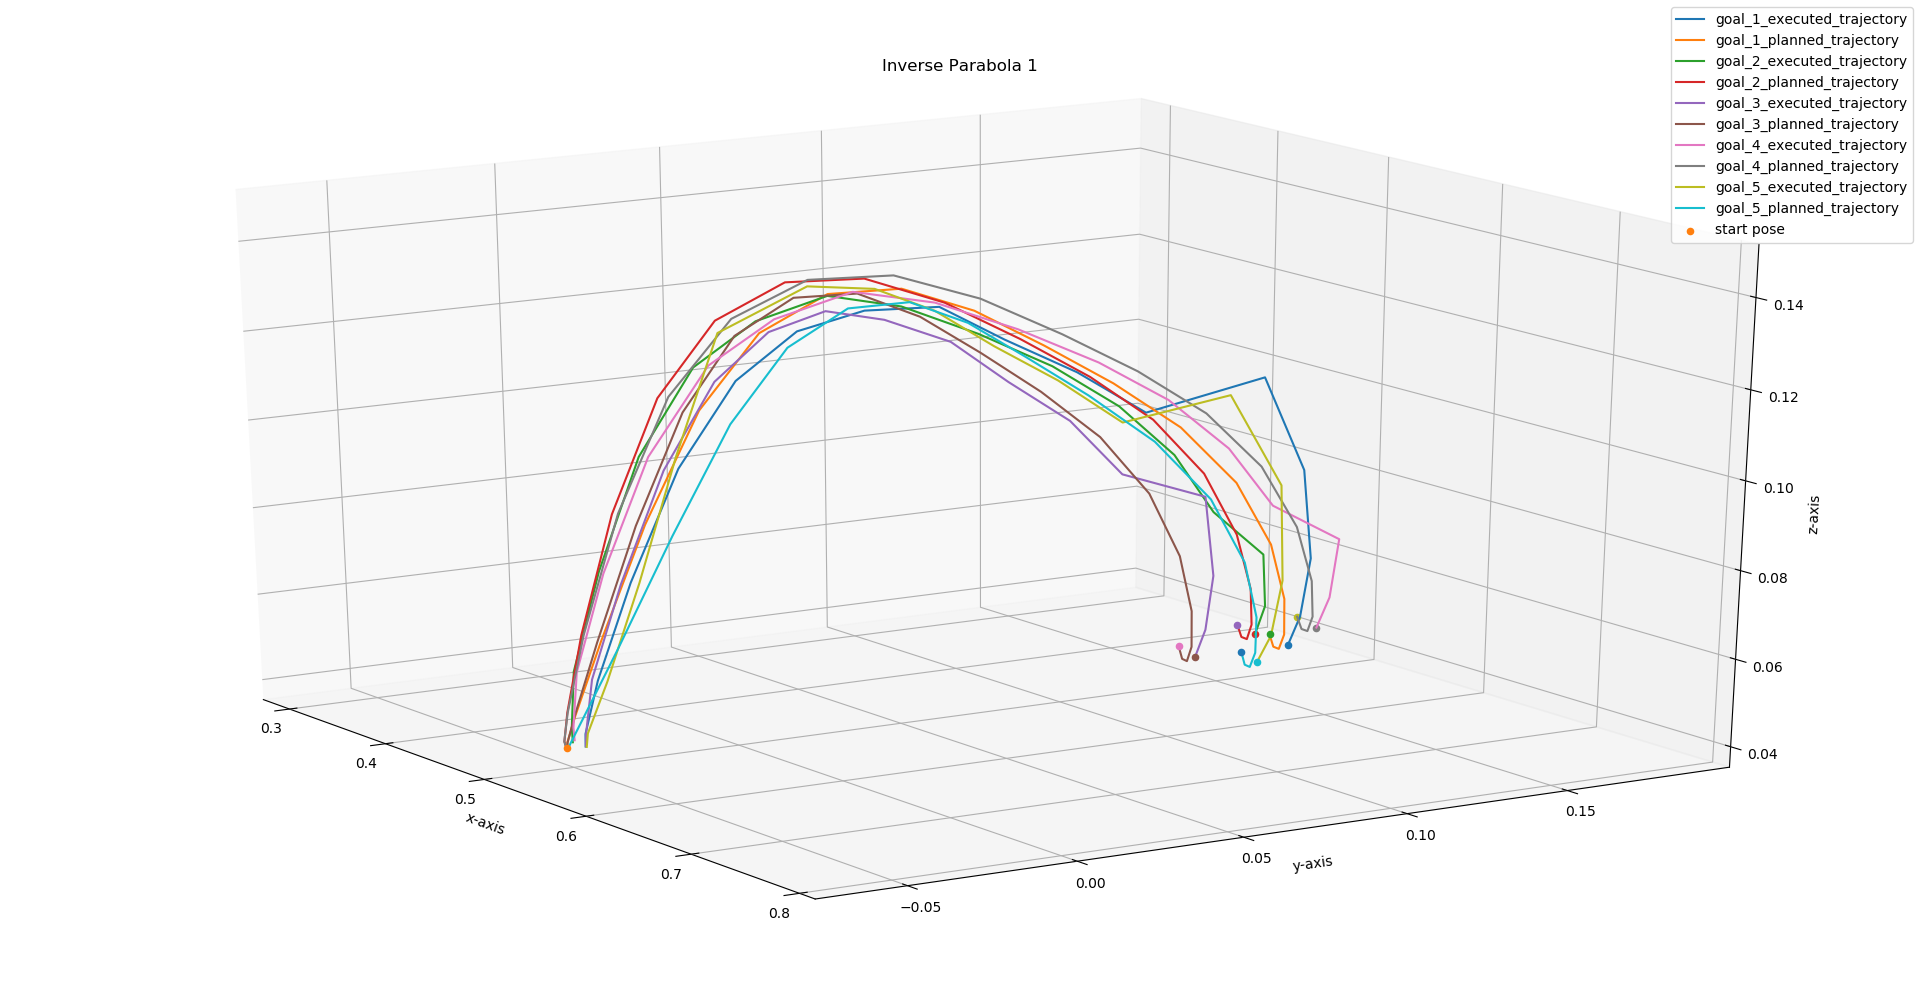 Inverse Parabola 1
goal_1_executed_trajectory
goal_1_planned_trajectory
goal_2_executed_trajectory
goal_2_planned_trajectory
goal_3_executed_trajectory
goal_3_planned_trajectory
goal_4_executed_trajectory
goal_4_planned_trajectory
goal_5_executed_trajectory
goal_5_planned_trajectory
start pose
0.14
0.12
0.10
0.08
0.06
0.04
z-axis
0.3
0.4
0.5
0.6
0.7
0.8
x-axis
−0.05
0.00
0.05
0.10
0.15
y-axis